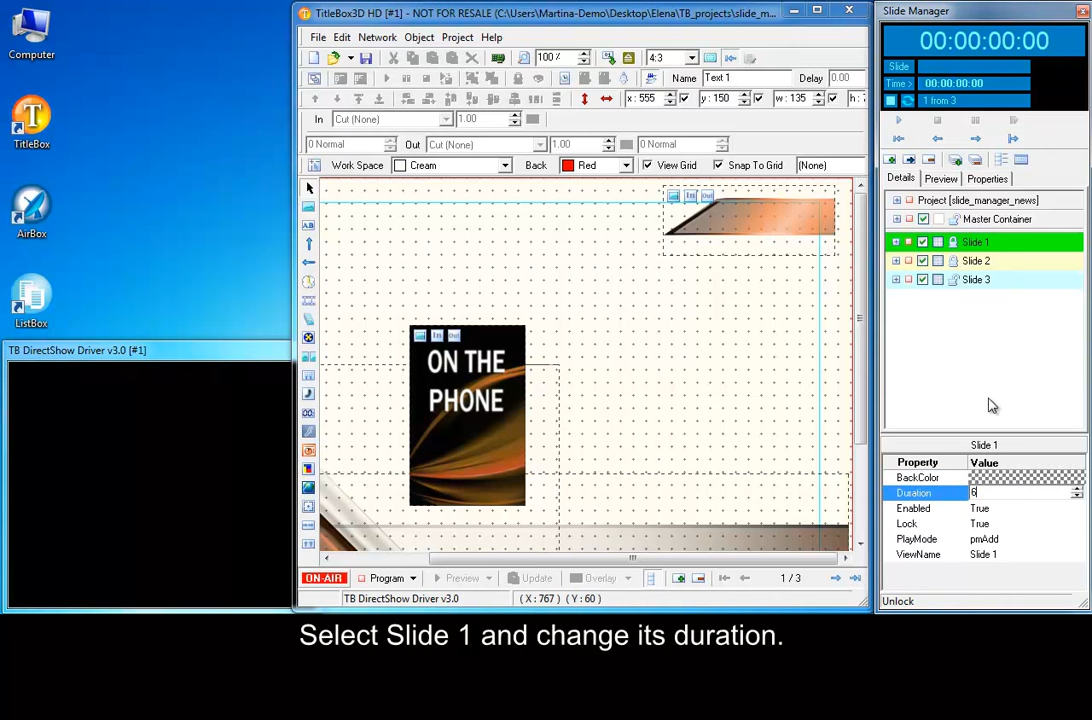 Computer
TitleBox
AirBox
ListBox
TB DirectShow Driver v3.0 [#1]
TitleBox3D HD [#1] - NOT FOR RESALE (C:\Users\Martina-Demo\Desktop\Elena\TB_projects\slide_m...
File Edit Network Object Project Help
100 % 4:3
Name Text 1 Delay 0.00
x: 555 y: 150 w: 135 h:
In Cut (None) 1.00
0 Normal Out Cut (None) 1.00 0 Normal
Work Space Cream Back Red View Grid Snap To Grid (None)
AB
In Out
In Out
ON THE
PHONE
ON-AIR Program Preview Update Overlay 1 / 3
TB DirectShow Driver v3.0 ( X : 767 ) ( Y : 60 )
Slide Manager
00:00:00:00
Slide
Time > 00:00:00:00
1 from 3
Details Preview Properties
Project [slide_manager_news]
Master Container
Slide 1
Slide 2
Slide 3
Slide 1
Property Value
BackColor
Duration 6
Enabled True
Lock True
PlayMode pmAdd
ViewName Slide 1
Unlock
Select Slide 1 and change its duration.